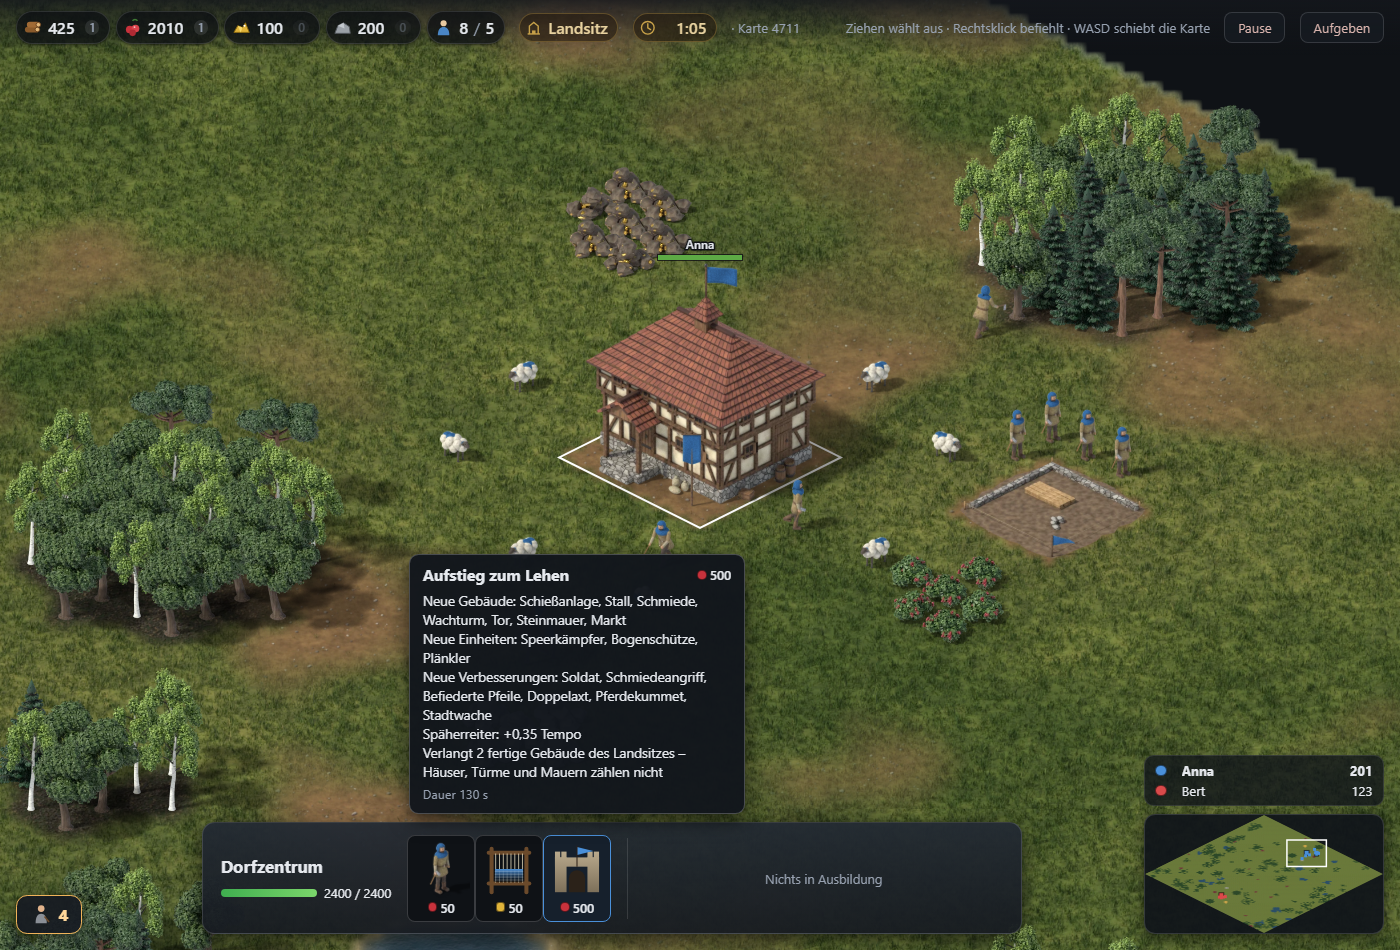 425 1 2010 1 100 0 200 0 8 / 5 Landsitz 1:05 · Karte 4711 Ziehen wählt aus · Rechtsklick befiehlt · WASD schiebt die Karte Pause Aufgeben
Anna
Aufstieg zum Lehen 500
Neue Gebäude: Schießanlage, Stall, Schmiede,
Wachturm, Tor, Steinmauer, Markt
Neue Einheiten: Speerkämpfer, Bogenschütze,
Plänkler
Neue Verbesserungen: Soldat, Schmiedeangriff,
Befiederte Pfeile, Doppelaxt, Pferdekummet,
Stadtwache
Späherreiter: +0,35 Tempo
Verlangt 2 fertige Gebäude des Landsitzes –
Häuser, Türme und Mauern zählen nicht
Dauer 130 s
Anna 201
Bert 123
Dorfzentrum
2400 / 2400
50 50 500
Nichts in Ausbildung
4